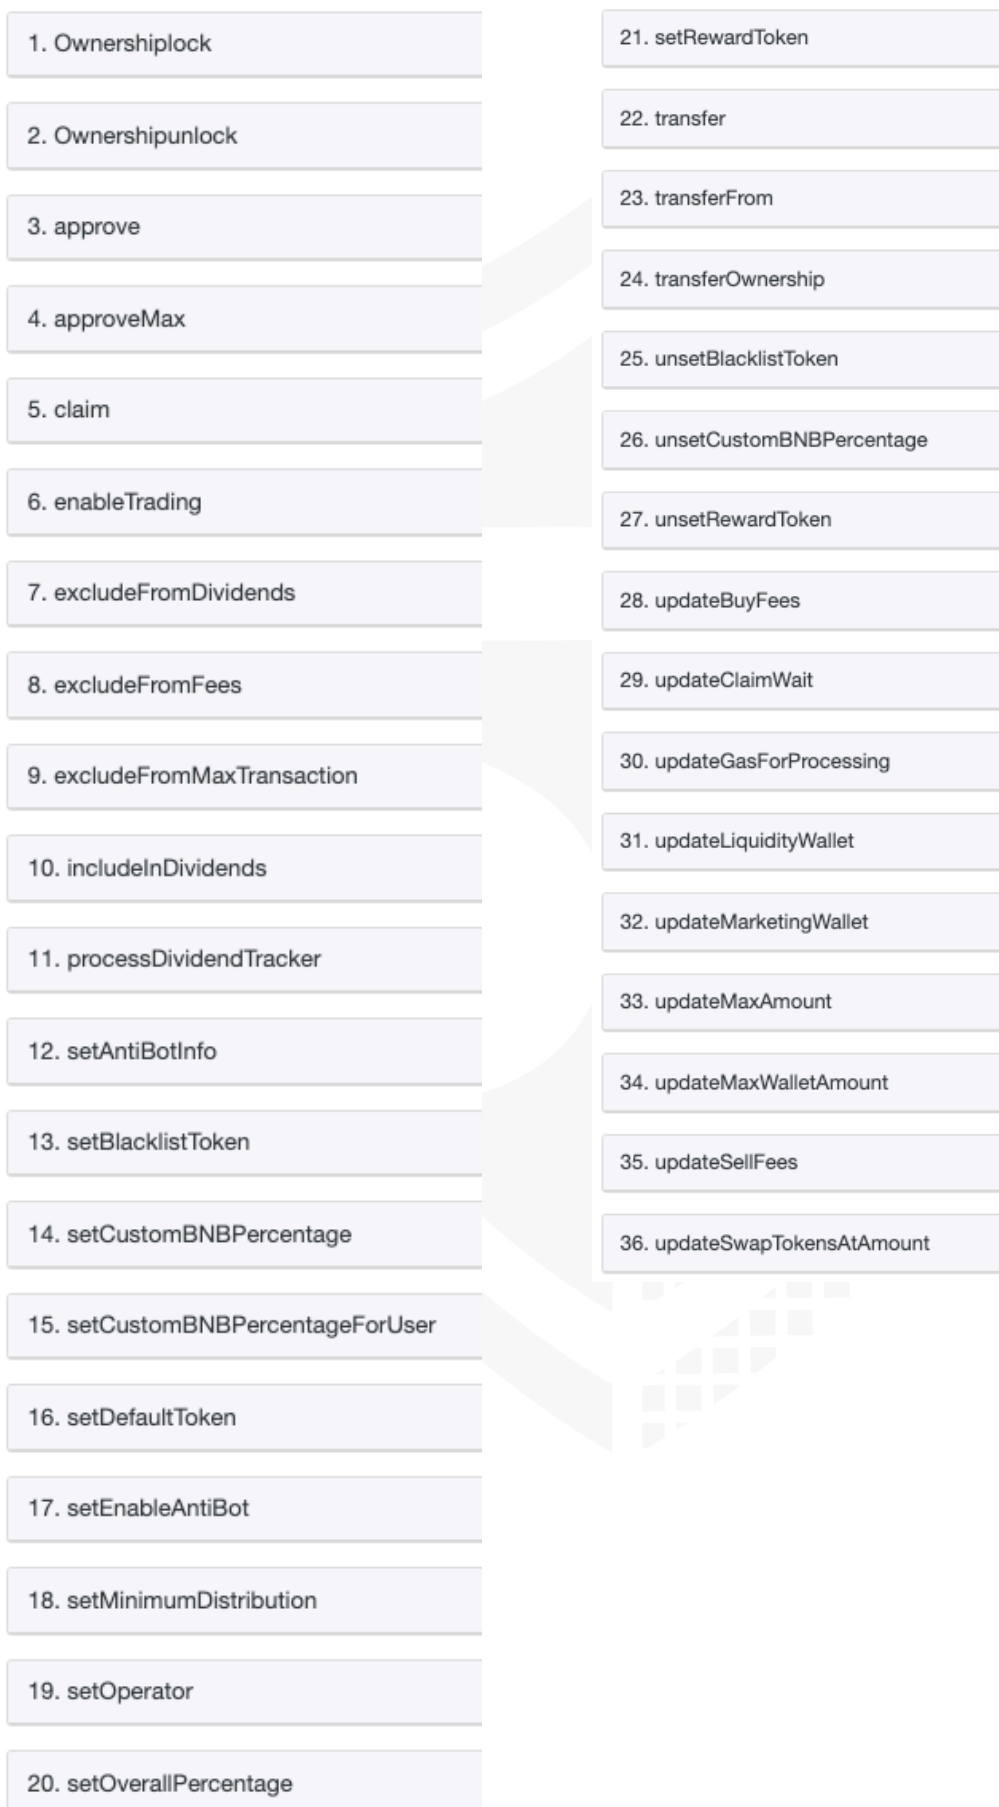 1. Ownershiplock
2. Ownershipunlock
3. approve
4. approveMax
5. claim
6. enableTrading
7. excludeFromDividends
8. excludeFromFees
9. excludeFromMaxTransaction
10. includeInDividends
11. processDividendTracker
12. setAntiBotInfo
13. setBlacklistToken
14. setCustomBNBPercentage
15. setCustomBNBPercentageForUser
16. setDefaultToken
17. setEnableAntiBot
18. setMinimumDistribution
19. setOperator
20. setOverallPercentage
21. setRewardToken
22. transfer
23. transferFrom
24. transferOwnership
25. unsetBlacklistToken
26. unsetCustomBNBPercentage
27. unsetRewardToken
28. updateBuyFees
29. updateClaimWait
30. updateGasForProcessing
31. updateLiquidityWallet
32. updateMarketingWallet
33. updateMaxAmount
34. updateMaxWalletAmount
35. updateSellFees
36. updateSwapTokensAtAmount